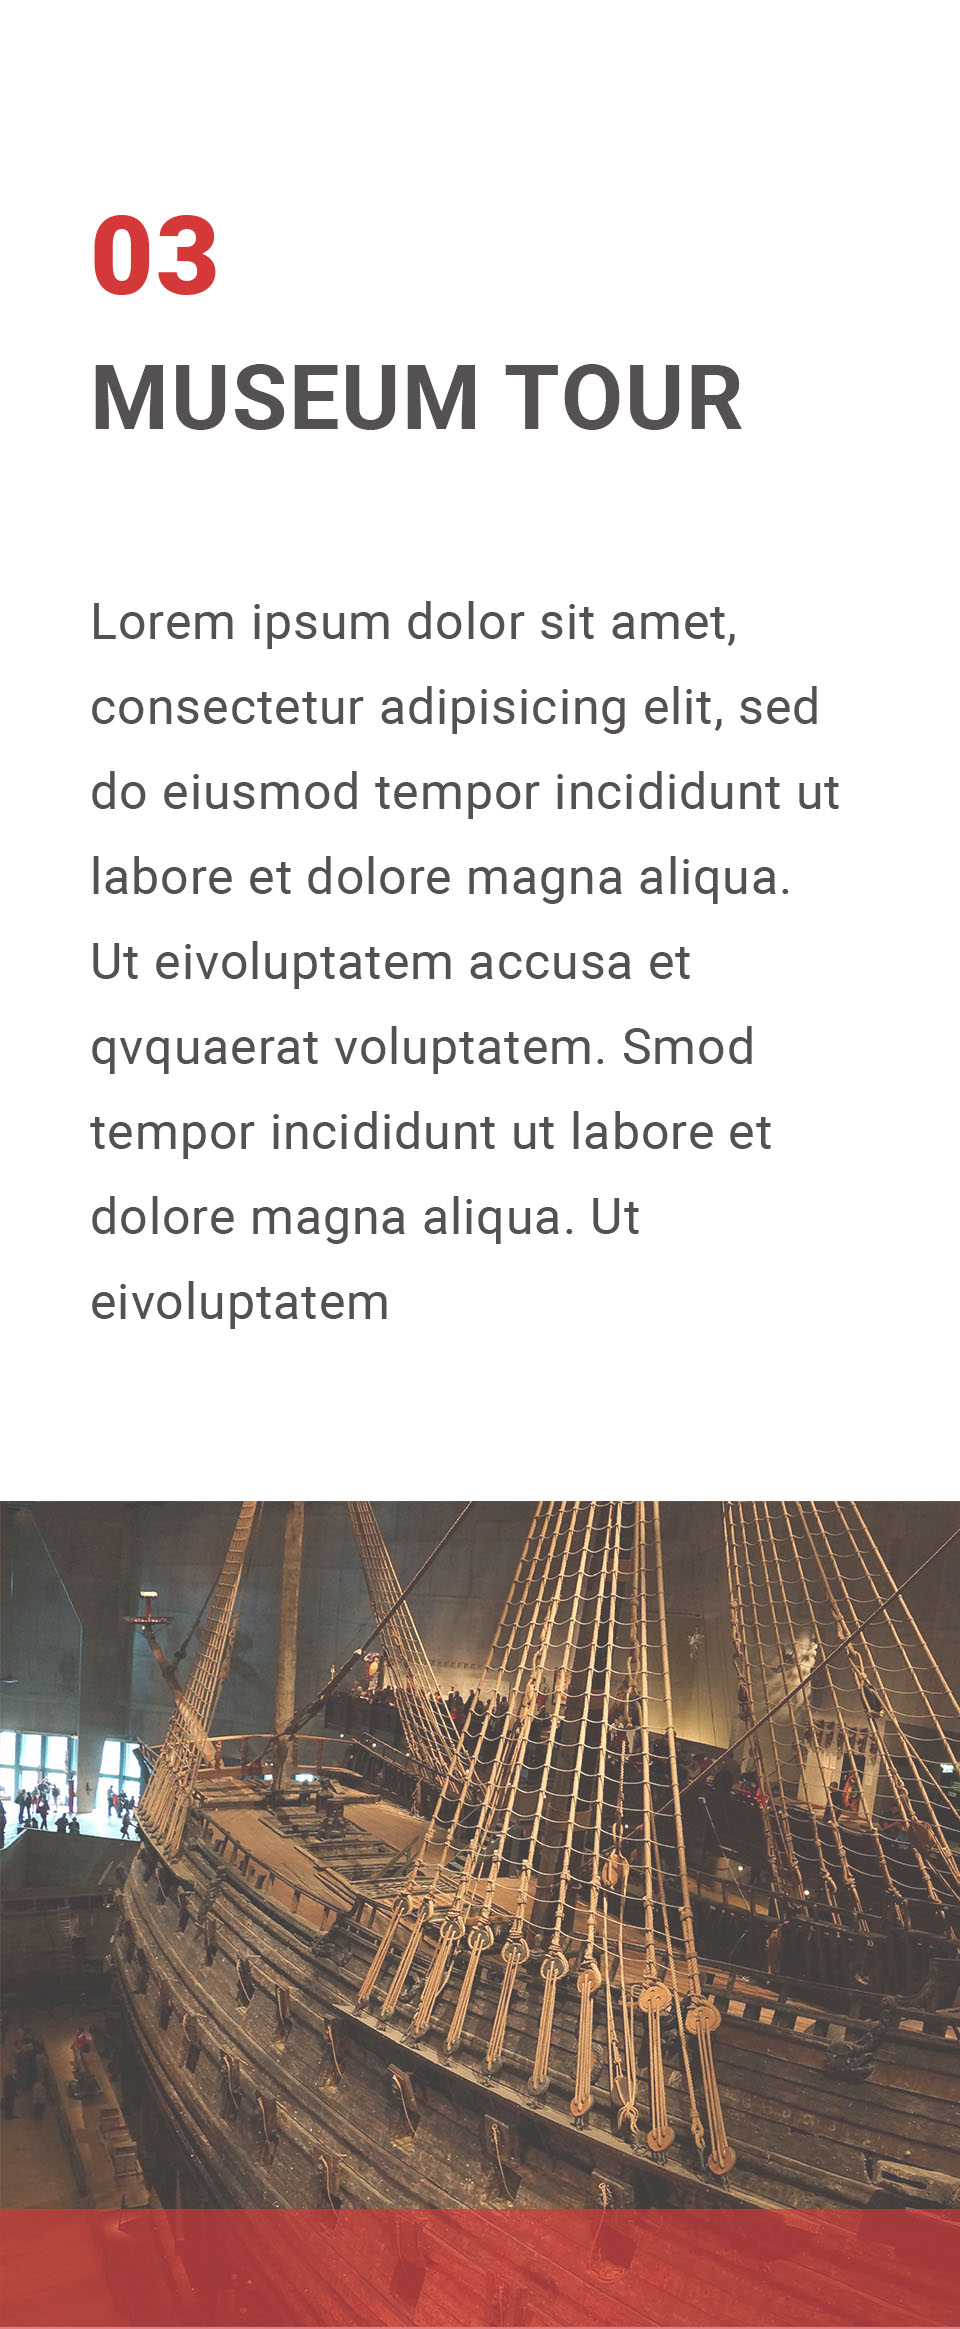 03
MUSEUM TOUR
Lorem ipsum dolor sit amet,
consectetur adipisicing elit, sed
do eiusmod tempor incididunt ut
labore et dolore magna aliqua.
Ut eivoluptatem accusa et
qvquaerat voluptatem. Smod
tempor incididunt ut labore et
dolore magna aliqua. Ut
eivoluptatem